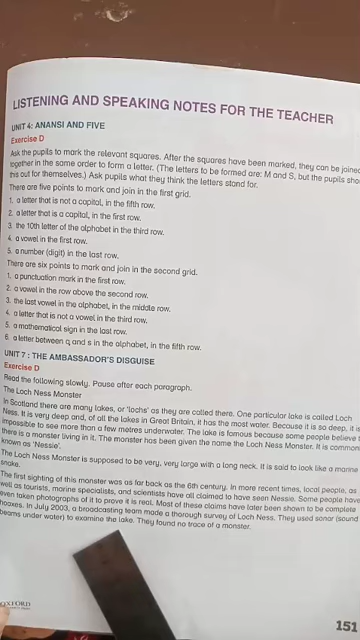 LISTENING AND SPEAKING NOTES FOR THE TEACHER
UNIT 4: ANANSI AND FIVE
Exercise D
Ask the pupils to mark the relevant squares. After the squares have been marked, they can be joined
together in the same order to form a letter. (The letters to be formed are: M and S, but the pupils sho
this out for themselves.) Ask pupils what they think the letters stand for.
There are five points to mark and join in the first grid.
1. a letter that is not a capital, in the fifth row.
2. a letter that is a capital, in the first row.
3. the 10th letter of the alphabet in the third row.
4. a vowel in the first row.
5. a number (digit) in the last row.
There are six points to mark and join in the second grid.
1. a punctuation mark in the first row.
2. a vowel in the row above the second row.
3. the last vowel in the alphabet, in the middle row.
4. a letter that is not a vowel in the third row.
5. a mathematical sign in the last row.
6. a letter between q and s in the alphabet, in the fifth row.
UNIT 7 : THE AMBASSADOR'S DISGUISE
Exercise D
Read the following slowly. Pause after each paragraph.
The Loch Ness Monster
In Scotland there are many lakes, or 'lochs' as they are called there. One particular lake is called Loch
Ness. It is very deep and, of all the lakes in Great Britain, it has the most water. Because it is so deep, it is
impossible to see more than a few metres underwater. The lake is famous because some people believe t
there is a monster living in it. The monster has been given the name the Loch Ness Monster. It is common
known as 'Nessie'.
The Loch Ness Monster is supposed to be very, very large with a long neck. It is said to look like a marine
snake.
The first sighting of this monster was as far back as the 6th century. In more recent times, local people, as
well as tourists, marine specialists, and scientists have all claimed to have seen Nessie. Some people have
even taken photographs of it to prove it is real. Most of these claims have later been shown to be complete
hoaxes. In July 2003, a broadcasting team made a thorough survey of Loch Ness. They used sonar (sound
beams under water) to examine the lake. They found no trace of a monster.
OXFORD
151